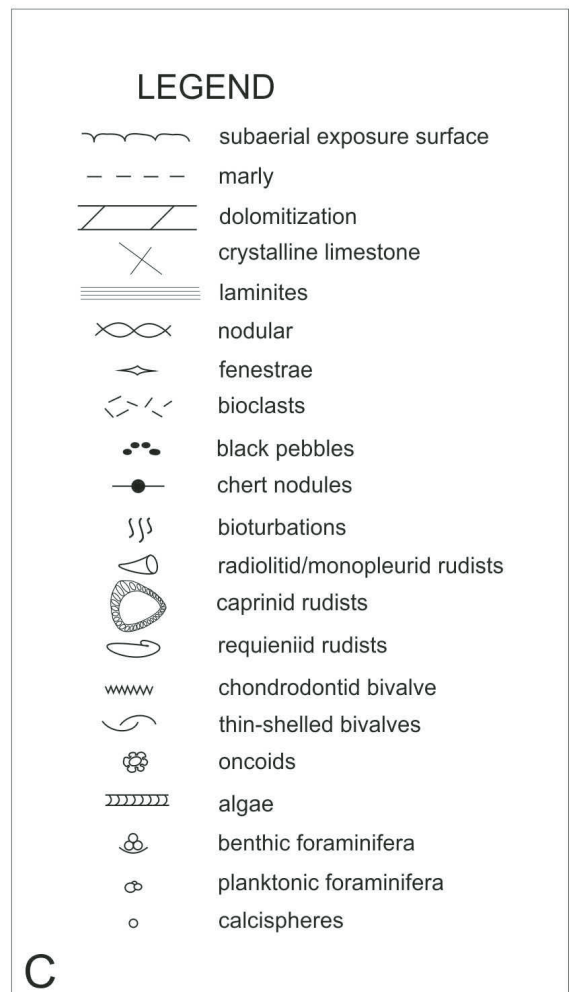 LEGEND
subaerial exposure surface
marly
dolomitization
crystalline limestone
laminites
nodular
fenestrae
bioclasts
black pebbles
chert nodules
bioturbations
radiolitid/monopleurid rudists
caprinid rudists
requieniid rudists
chondrodontid bivalve
thin-shelled bivalves
oncoids
algae
benthic foraminifera
planktonic foraminifera
calcispheres
C